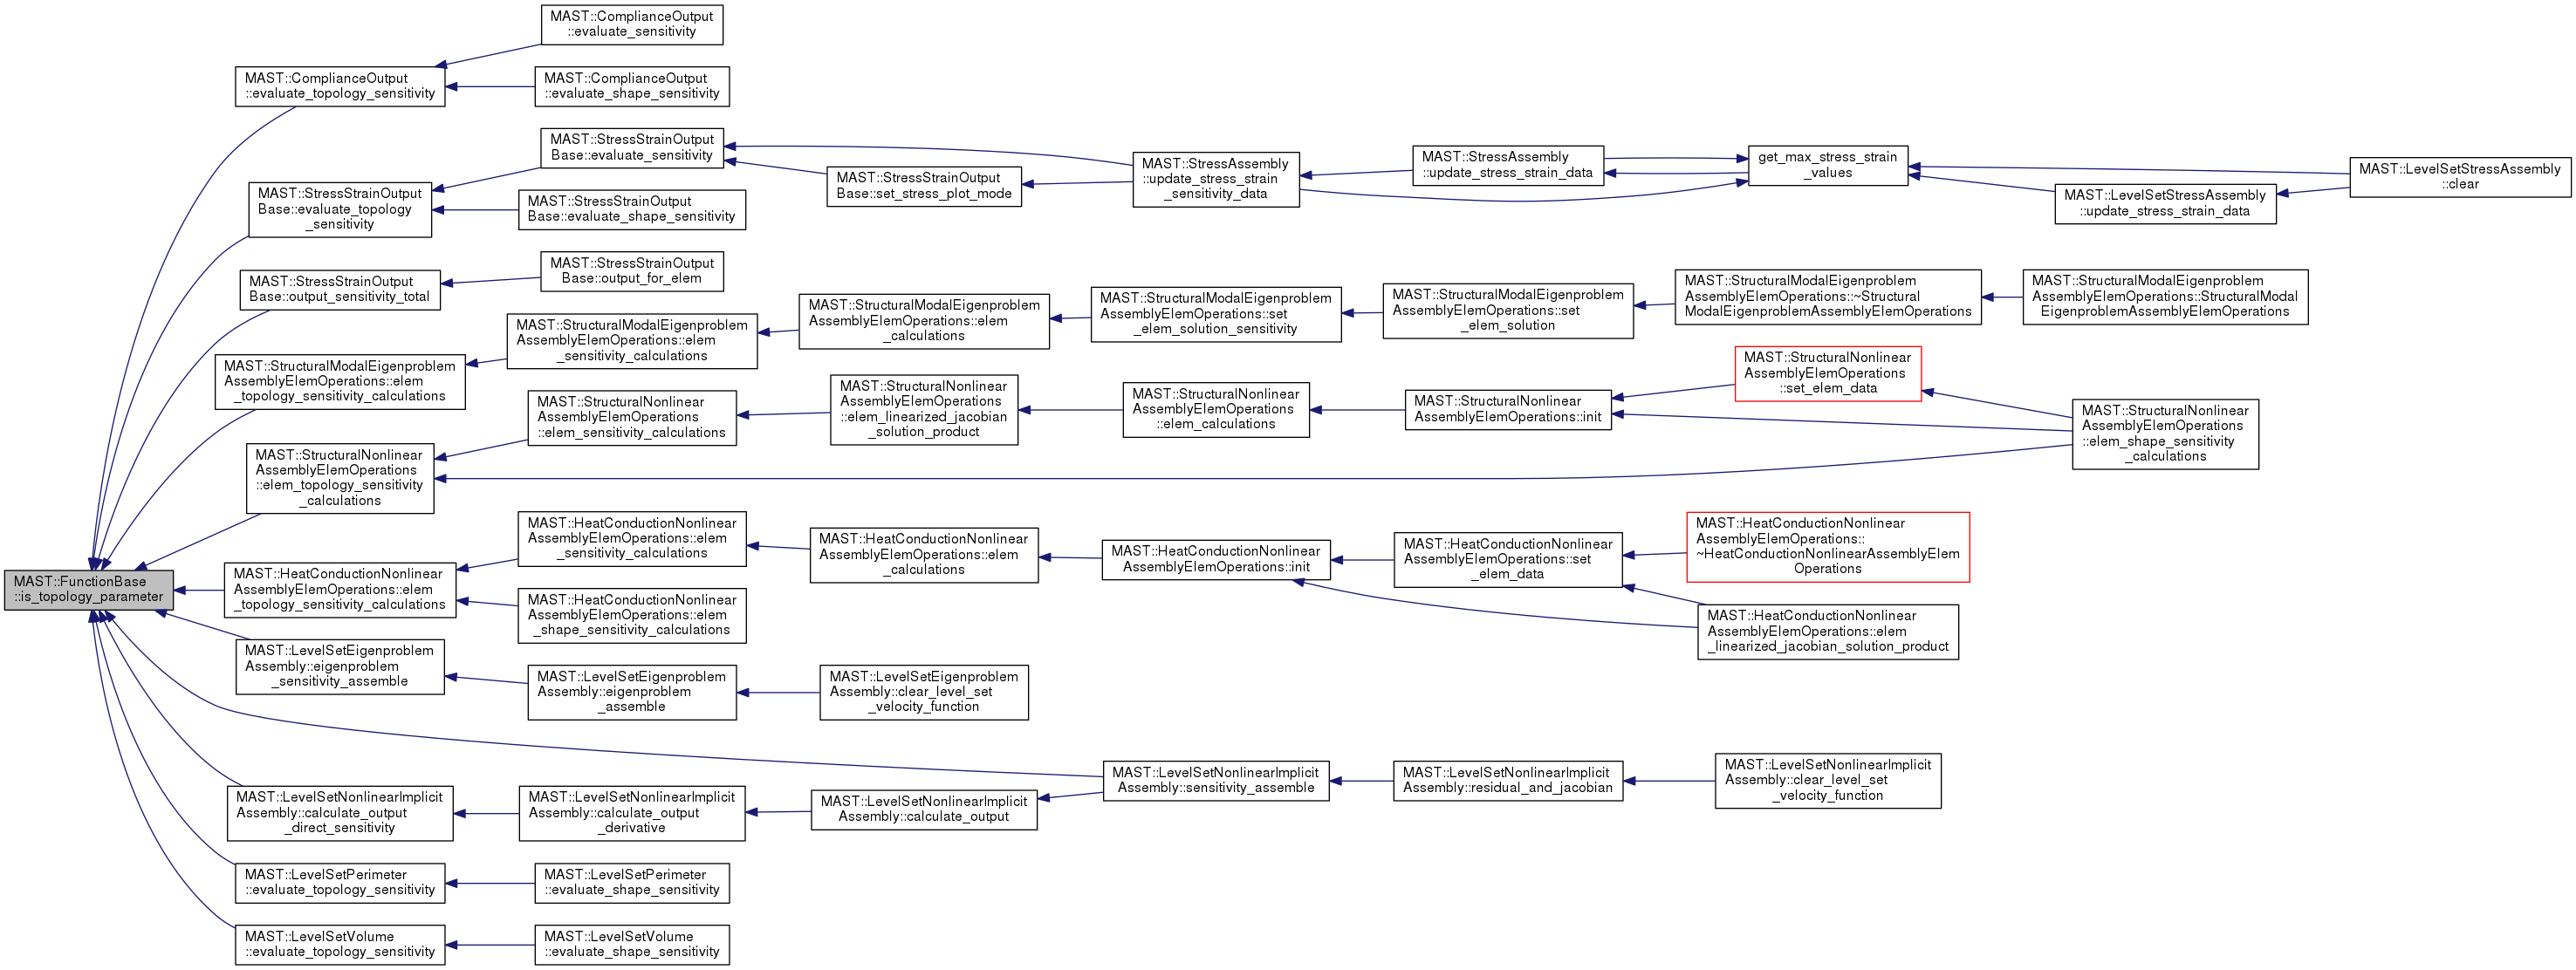 MAST::ComplianceOutput
::evaluate_sensitivity
MAST::ComplianceOutput
::evaluate_topology_sensitivity
MAST::ComplianceOutput
::evaluate_shape_sensitivity
MAST::StressStrainOutput
Base::evaluate_sensitivity
MAST::StressStrainOutput
Base::set_stress_plot_mode
MAST::StressAssembly
::update_stress_strain
_sensitivity_data
MAST::StressAssembly
::update_stress_strain_data
get_max_stress_strain
_values
MAST::LevelSetStressAssembly
::clear
MAST::LevelSetStressAssembly
::update_stress_strain_data
MAST::StressStrainOutput
Base::evaluate_topology
_sensitivity
MAST::StressStrainOutput
Base::evaluate_shape_sensitivity
MAST::StressStrainOutput
Base::output_sensitivity_total
MAST::StressStrainOutput
Base::output_for_elem
MAST::StructuralModalEigenproblem
AssemblyElemOperations::elem
_topology_sensitivity_calculations
MAST::StructuralModalEigenproblem
AssemblyElemOperations::elem
_sensitivity_calculations
MAST::StructuralModalEigenproblem
AssemblyElemOperations::elem
_calculations
MAST::StructuralModalEigenproblem
AssemblyElemOperations::set
_elem_solution_sensitivity
MAST::StructuralModalEigenproblem
AssemblyElemOperations::set
_elem_solution
MAST::StructuralModalEigenproblem
AssemblyElemOperations::~Structural
ModalEigenproblemAssemblyElemOperations
MAST::StructuralModalEigenproblem
AssemblyElemOperations::StructuralModal
EigenproblemAssemblyElemOperations
MAST::StructuralNonlinear
AssemblyElemOperations
::elem_topology_sensitivity
_calculations
MAST::StructuralNonlinear
AssemblyElemOperations
::elem_sensitivity_calculations
MAST::StructuralNonlinear
AssemblyElemOperations
::elem_linearized_jacobian
_solution_product
MAST::StructuralNonlinear
AssemblyElemOperations
::elem_calculations
MAST::StructuralNonlinear
AssemblyElemOperations::init
MAST::StructuralNonlinear
AssemblyElemOperations
::set_elem_data
MAST::StructuralNonlinear
AssemblyElemOperations
::elem_shape_sensitivity
_calculations
MAST::FunctionBase
::is_topology_parameter
MAST::HeatConductionNonlinear
AssemblyElemOperations::elem
_topology_sensitivity_calculations
MAST::HeatConductionNonlinear
AssemblyElemOperations::elem
_sensitivity_calculations
MAST::HeatConductionNonlinear
AssemblyElemOperations::elem
_shape_sensitivity_calculations
MAST::HeatConductionNonlinear
AssemblyElemOperations::elem
_calculations
MAST::HeatConductionNonlinear
AssemblyElemOperations::init
MAST::HeatConductionNonlinear
AssemblyElemOperations::set
_elem_data
MAST::HeatConductionNonlinear
AssemblyElemOperations::
~HeatConductionNonlinearAssemblyElem
Operations
MAST::HeatConductionNonlinear
AssemblyElemOperations::elem
_linearized_jacobian_solution_product
MAST::LevelSetEigenproblem
Assembly::eigenproblem
_sensitivity_assemble
MAST::LevelSetEigenproblem
Assembly::eigenproblem
_assemble
MAST::LevelSetEigenproblem
Assembly::clear_level_set
_velocity_function
MAST::LevelSetNonlinearImplicit
Assembly::calculate_output
_direct_sensitivity
MAST::LevelSetNonlinearImplicit
Assembly::calculate_output
_derivative
MAST::LevelSetNonlinearImplicit
Assembly::calculate_output
MAST::LevelSetNonlinearImplicit
Assembly::sensitivity_assemble
MAST::LevelSetNonlinearImplicit
Assembly::residual_and_jacobian
MAST::LevelSetNonlinearImplicit
Assembly::clear_level_set
_velocity_function
MAST::LevelSetPerimeter
::evaluate_topology_sensitivity
MAST::LevelSetPerimeter
::evaluate_shape_sensitivity
MAST::LevelSetVolume
::evaluate_topology_sensitivity
MAST::LevelSetVolume
::evaluate_shape_sensitivity